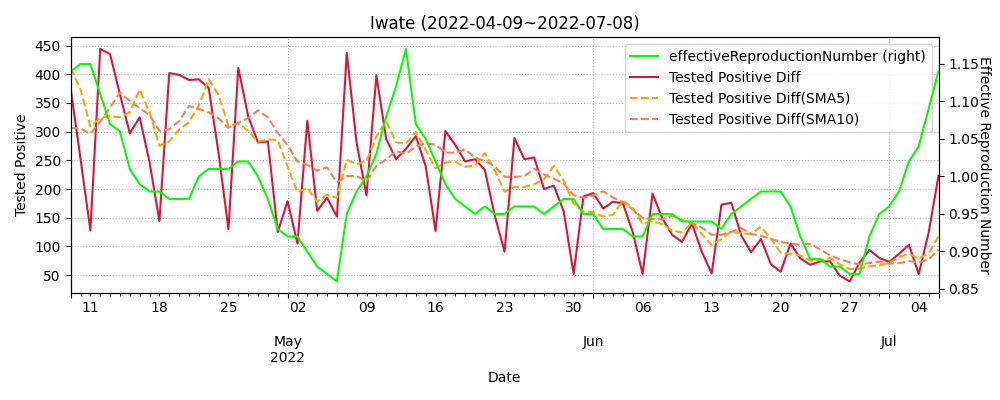 Iwate (2022-04-09~2022-07-08)
effectiveReproductionNumber (right)
Tested Positive Diff
Tested Positive Diff(SMA5)
Tested Positive Diff(SMA10)
Tested Positive
450
400
350
300
250
200
150
100
50
1.15
1.10
1.05
1.00
0.95
0.90
0.85
Effective Reproduction Number
11 18 25 02 09 16 23 30 06 13 20 27 04
May Jun Jul
2022
Date